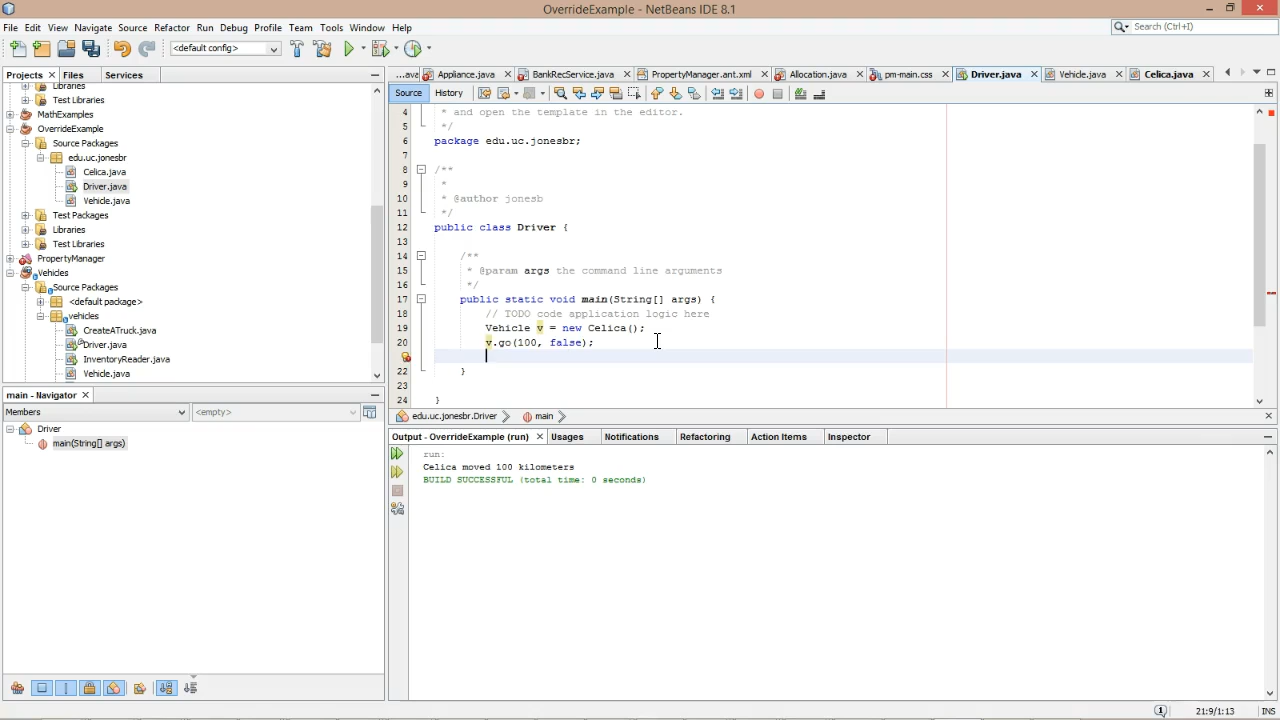 OverrideExample - NetBeans IDE 8.1
File Edit View Navigate Source Refactor Run Debug Profile Team Tools Window Help
Search (Ctrl+I)
<default config>
Projects Files Services
Libraries
Test Libraries
MathExamples
OverrideExample
Source Packages
edu.uc.jonesbr
Celica.java
Driver.java
Vehicle.java
Test Packages
Libraries
Test Libraries
PropertyManager
Vehicles
Source Packages
<default package>
vehicles
CreateATruck.java
Driver.java
InventoryReader.java
Vehicle.java
main - Navigator
Members <empty>
Driver
main(String[] args)
...ava Appliance.java BankRecService.java PropertyManager.ant.xml Allocation.java pm-main.css Driver.java Vehicle.java Celica.java
Source History
4 * and open the template in the editor.
5 */
6 package edu.uc.jonesbr;
7
8 /**
9 *
10 * @author jonesb
11 */
12 public class Driver {
13
14 /**
15 * @param args the command line arguments
16 */
17 public static void main(String[] args) {
18 // TODO code application logic here
19 Vehicle v = new Celica();
20 v.go(100, false);
22 }
23
24 }
edu.uc.jonesbr.Driver main
Output - OverrideExample (run) Usages Notifications Refactoring Action Items Inspector
run:
Celica moved 100 kilometers
BUILD SUCCESSFUL (total time: 0 seconds)
1 21:9/1:13 INS